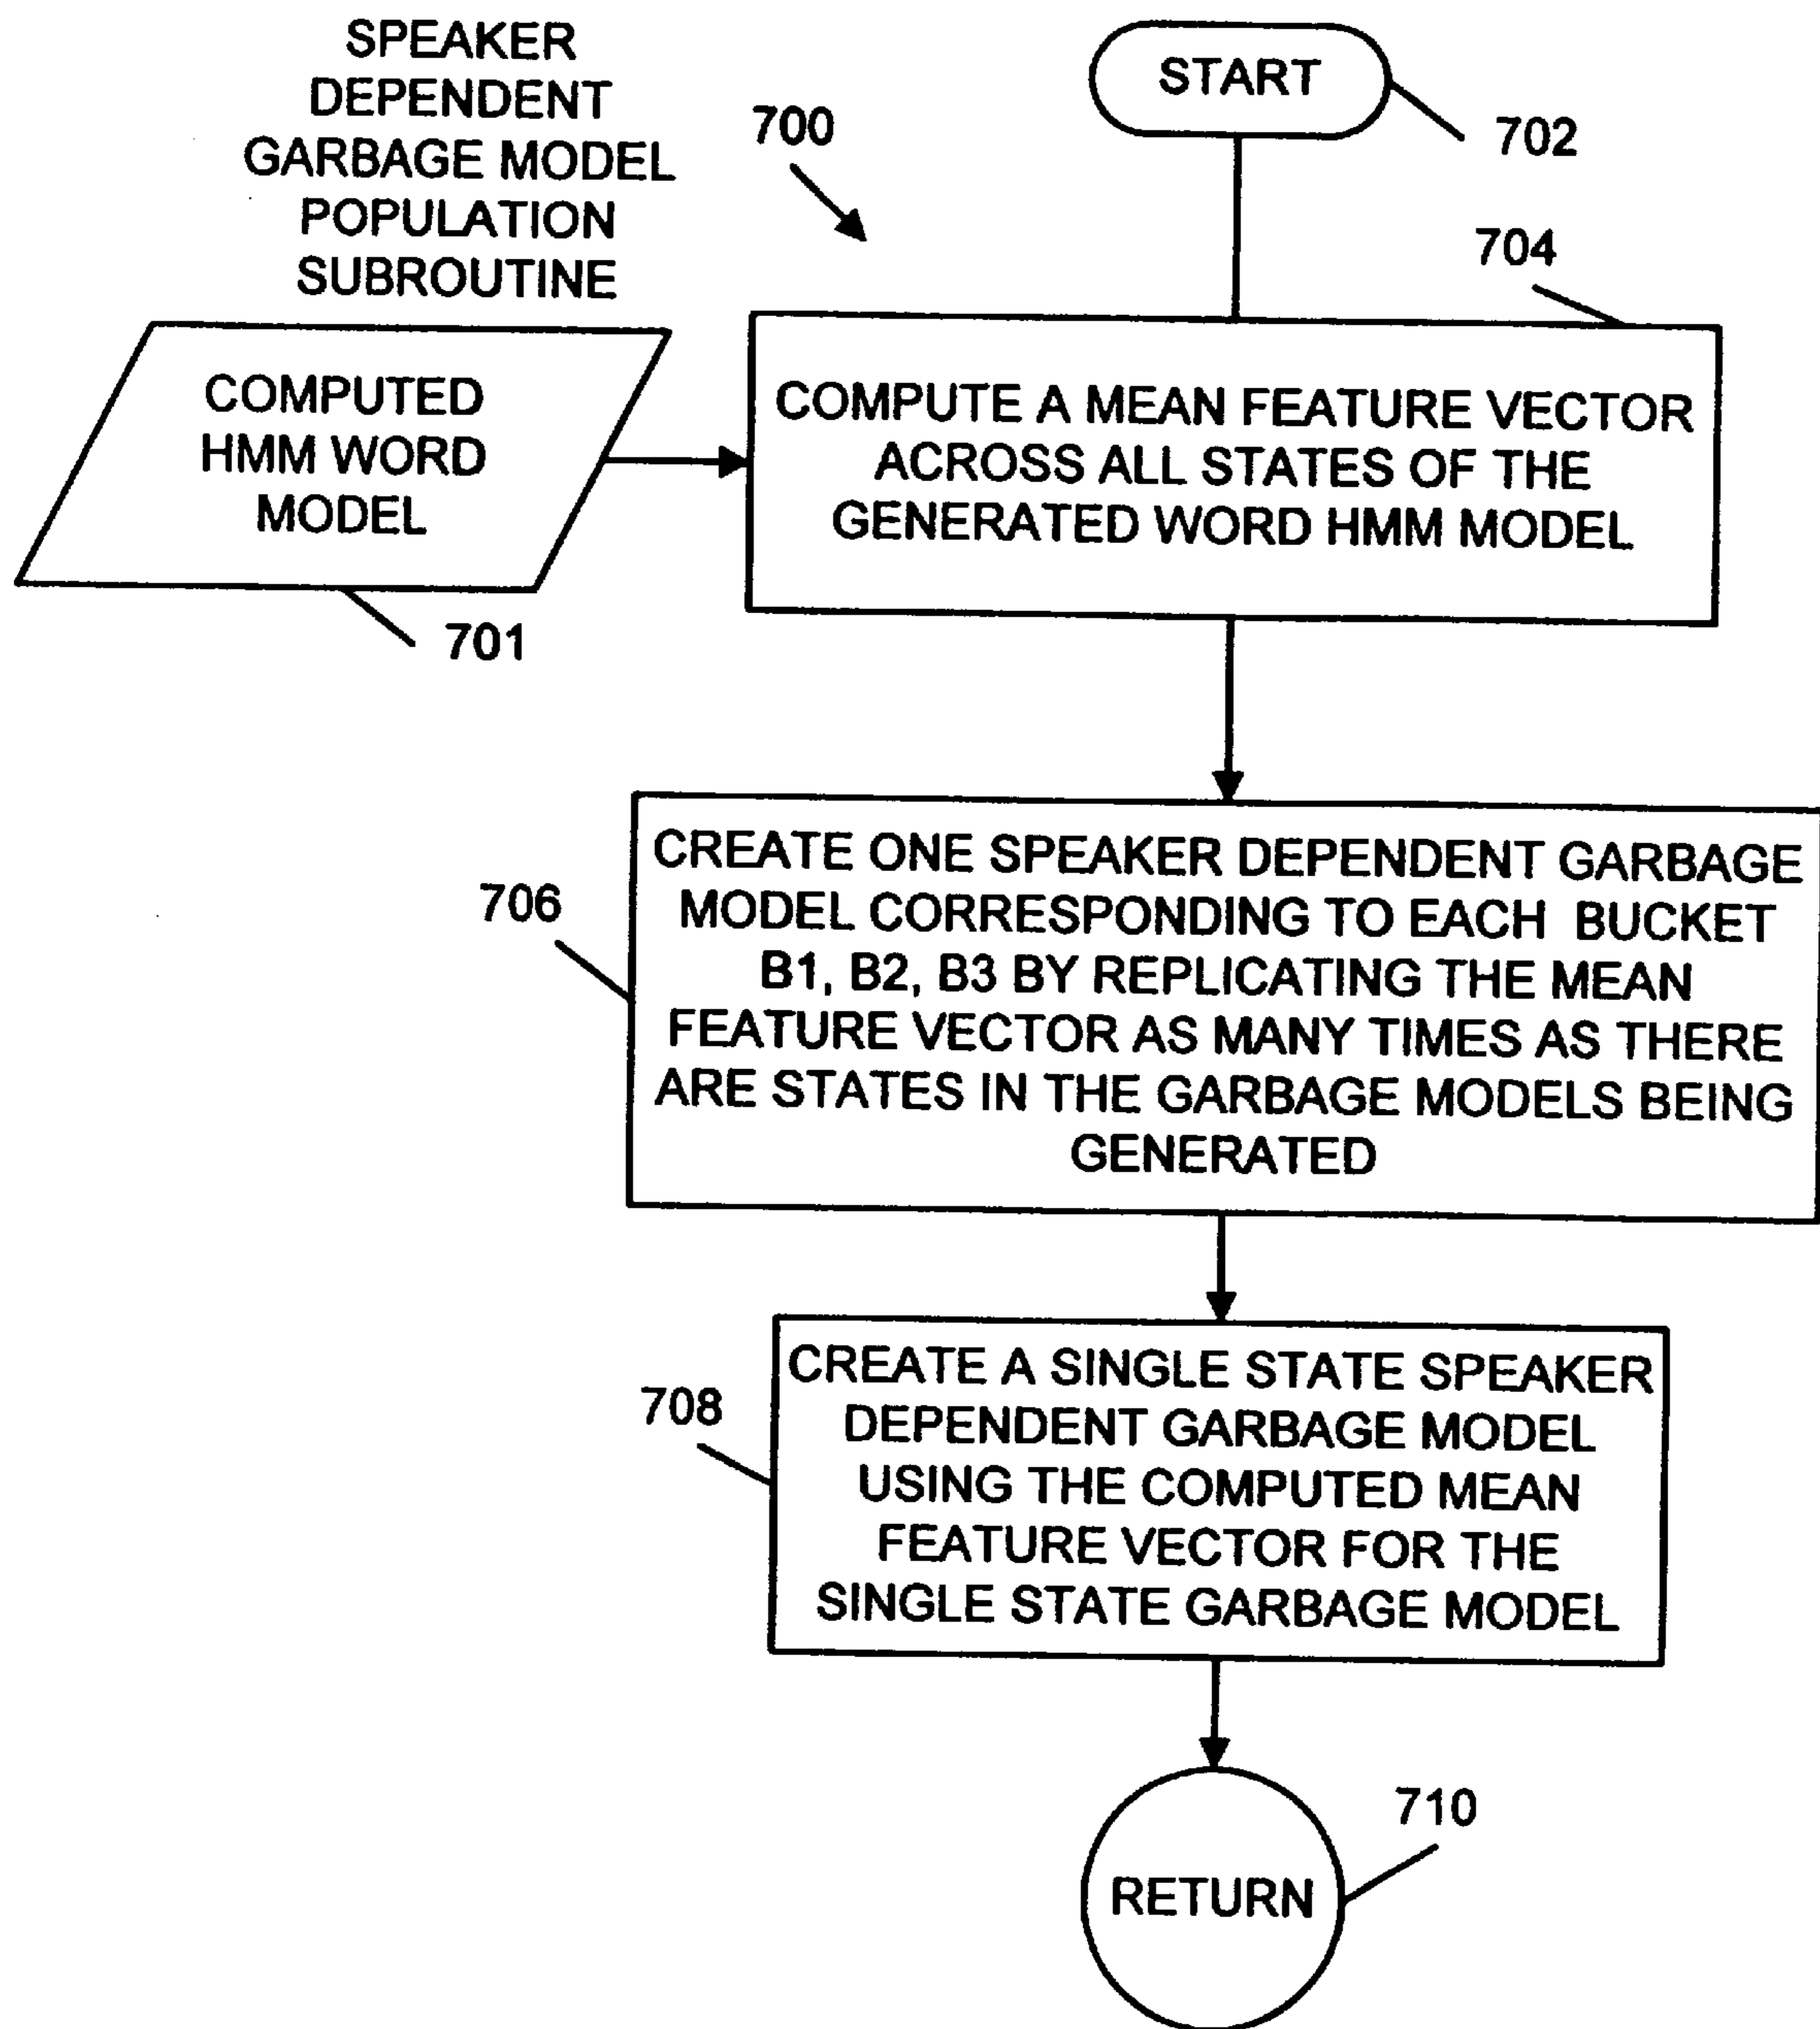 SPEAKER
DEPENDENT
GARBAGE MODEL
POPULATION
SUBROUTINE
700
START
702
704
COMPUTED
HMM WORD
MODEL
701
COMPUTE A MEAN FEATURE VECTOR
ACROSS ALL STATES OF THE
GENERATED WORD HMM MODEL
706
CREATE ONE SPEAKER DEPENDENT GARBAGE
MODEL CORRESPONDING TO EACH BUCKET
B1, B2, B3 BY REPLICATING THE MEAN
FEATURE VECTOR AS MANY TIMES AS THERE
ARE STATES IN THE GARBAGE MODELS BEING
GENERATED
708
CREATE A SINGLE STATE SPEAKER
DEPENDENT GARBAGE MODEL
USING THE COMPUTED MEAN
FEATURE VECTOR FOR THE
SINGLE STATE GARBAGE MODEL
710
RETURN